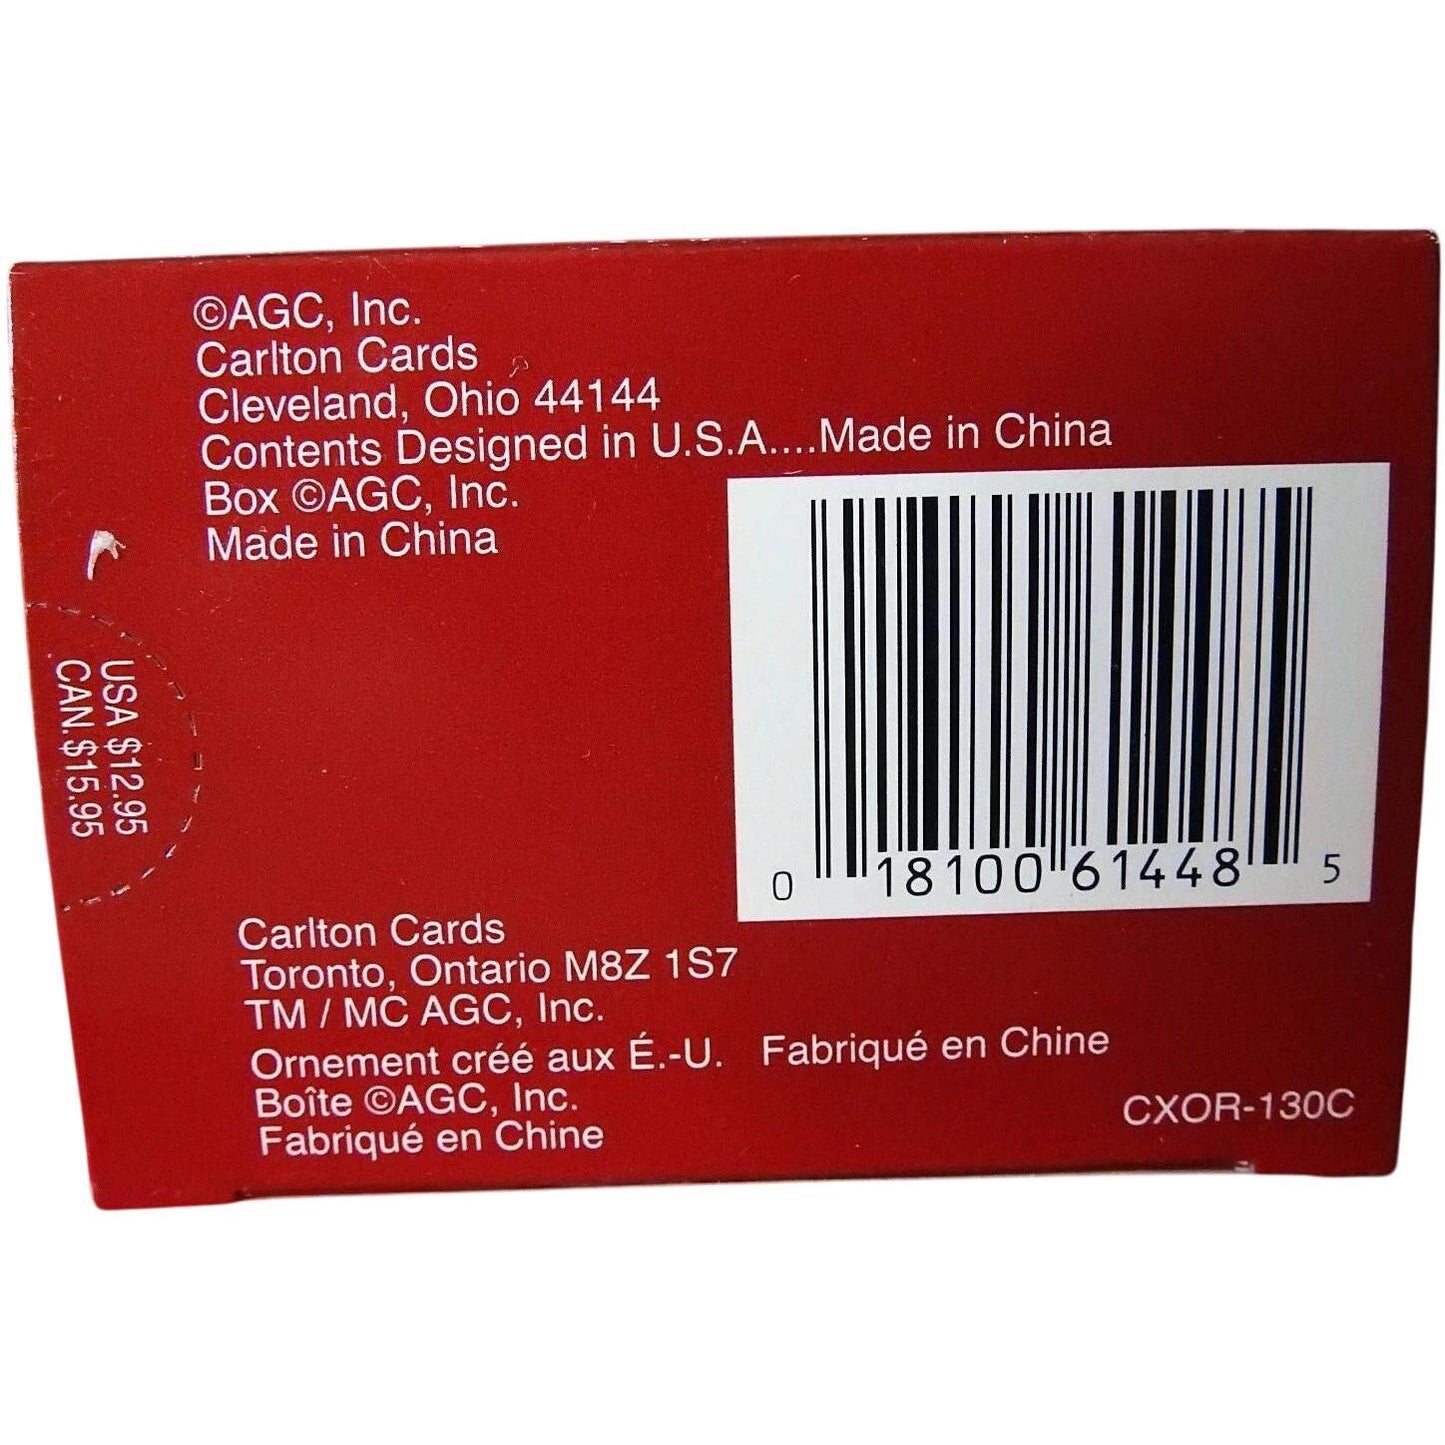 ©AGC, Inc.
Carlton Cards
Cleveland, Ohio 44144
Contents Designed in U.S.A....Made in China
Box ©AGC, Inc.
Made in China
USA $12.95
CAN. $15.95
0 18100 61448 5
Carlton Cards
Toronto, Ontario M8Z 1S7
TM / MC AGC, Inc.
Ornement créé aux É.-U. Fabriqué en Chine
Boîte ©AGC, Inc.
Fabriqué en Chine
CXOR-130C